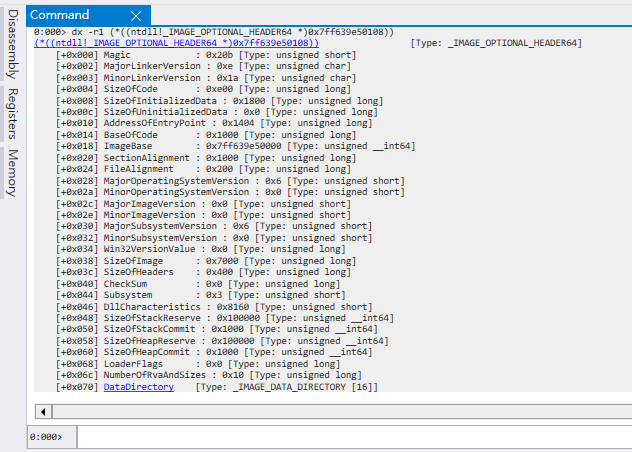 Command
Disassembly
Registers
Memory
0:000> dx -r1 (*((ntdll!_IMAGE_OPTIONAL_HEADER64 *)0x7ff639e50108))
(*((ntdll!_IMAGE_OPTIONAL_HEADER64 *)0x7ff639e50108)) [Type: _IMAGE_OPTIONAL_HEADER64]
[+0x000] Magic : 0x20b [Type: unsigned short]
[+0x002] MajorLinkerVersion : 0xe [Type: unsigned char]
[+0x003] MinorLinkerVersion : 0x1a [Type: unsigned char]
[+0x004] SizeOfCode : 0xe00 [Type: unsigned long]
[+0x008] SizeOfInitializedData : 0x1800 [Type: unsigned long]
[+0x00c] SizeOfUninitializedData : 0x0 [Type: unsigned long]
[+0x010] AddressOfEntryPoint : 0x1404 [Type: unsigned long]
[+0x014] BaseOfCode : 0x1000 [Type: unsigned long]
[+0x018] ImageBase : 0x7ff639e50000 [Type: unsigned __int64]
[+0x020] SectionAlignment : 0x1000 [Type: unsigned long]
[+0x024] FileAlignment : 0x200 [Type: unsigned long]
[+0x028] MajorOperatingSystemVersion : 0x6 [Type: unsigned short]
[+0x02a] MinorOperatingSystemVersion : 0x0 [Type: unsigned short]
[+0x02c] MajorImageVersion : 0x0 [Type: unsigned short]
[+0x02e] MinorImageVersion : 0x0 [Type: unsigned short]
[+0x030] MajorSubsystemVersion : 0x6 [Type: unsigned short]
[+0x032] MinorSubsystemVersion : 0x0 [Type: unsigned short]
[+0x034] Win32VersionValue : 0x0 [Type: unsigned long]
[+0x038] SizeOfImage : 0x7000 [Type: unsigned long]
[+0x03c] SizeOfHeaders : 0x400 [Type: unsigned long]
[+0x040] CheckSum : 0x0 [Type: unsigned long]
[+0x044] Subsystem : 0x3 [Type: unsigned short]
[+0x046] DllCharacteristics : 0x8160 [Type: unsigned short]
[+0x048] SizeOfStackReserve : 0x100000 [Type: unsigned __int64]
[+0x050] SizeOfStackCommit : 0x1000 [Type: unsigned __int64]
[+0x058] SizeOfHeapReserve : 0x100000 [Type: unsigned __int64]
[+0x060] SizeOfHeapCommit : 0x1000 [Type: unsigned __int64]
[+0x068] LoaderFlags : 0x0 [Type: unsigned long]
[+0x06c] NumberOfRvaAndSizes : 0x10 [Type: unsigned long]
[+0x070] DataDirectory [Type: _IMAGE_DATA_DIRECTORY [16]]
0:000>